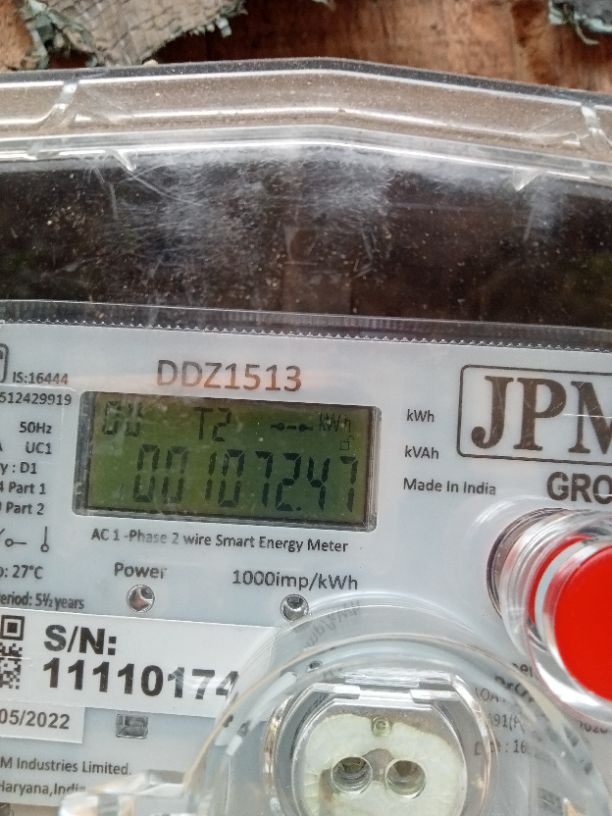 IS:16444
512429919
50Hz
UC1
y : D1
4 Part 1
Part 2
p: 27°C
eriod: 5½ years
DDZ1513
T2 kWh
00107247
AC 1 -Phase 2 wire Smart Energy Meter
Power
1000imp/kWh
kWh
kVAh
Made In India
JPM
GRO
S/N:
11110174
05/2022
M Industries Limited.
Haryana,India